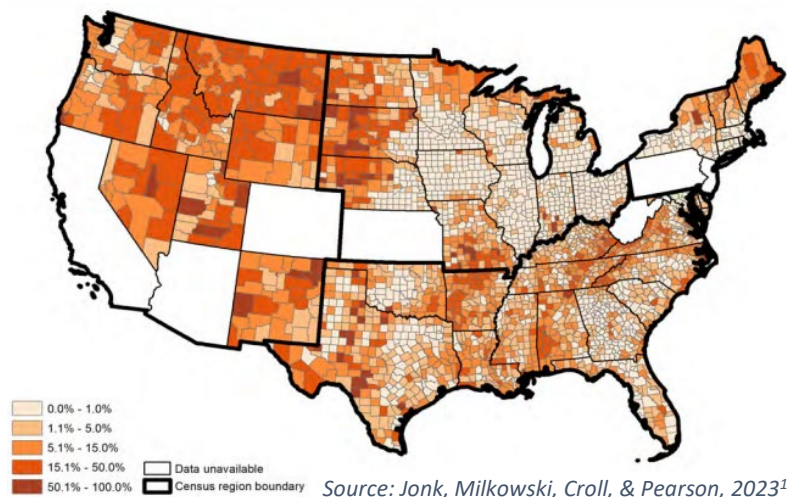 0.0% - 1.0%
1.1% - 5.0%
5.1% - 15.0%
15.1% - 50.0%
50.1% - 100.0%
Data unavailable
Census region boundary
Source: Jonk, Milkowski, Croll, & Pearson, 2023¹